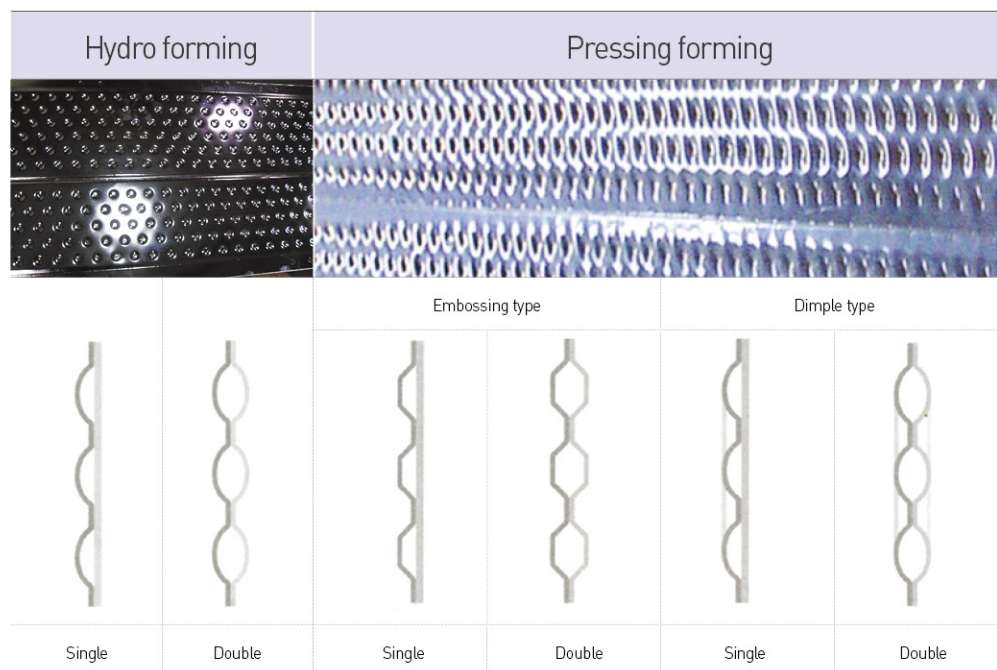 Hydro forming
Pressing forming
Embossing type
Dimple type
Single
Double
Single
Double
Single
Double